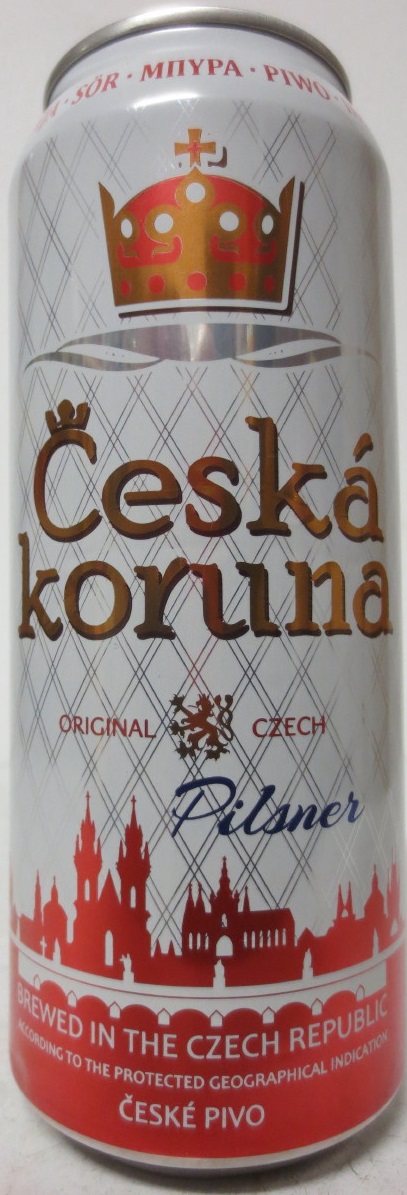 SÖR · ΜΠΥΡΑ · PIWO ·
Česká
koruna
ORIGINAL CZECH
Pilsner
BREWED IN THE CZECH REPUBLIC
ACCORDING TO THE PROTECTED GEOGRAPHICAL INDICATION
ČESKÉ PIVO